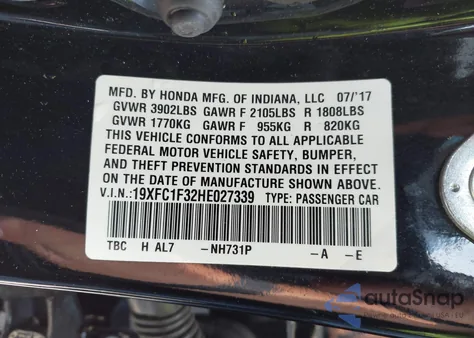 MFD. BY HONDA MFG. OF INDIANA, LLC 07/'17
GVWR 3902LBS GAWR F 2105LBS R 1808LBS
GVWR 1770KG GAWR F 955KG R 820KG
THIS VEHICLE CONFORMS TO ALL APPLICABLE
FEDERAL MOTOR VEHICLE SAFETY, BUMPER,
AND THEFT PREVENTION STANDARDS IN EFFECT
ON THE DATE OF MANUFACTURE SHOWN ABOVE.
V.I.N.:19XFC1F32HE027339 TYPE: PASSENGER CAR
TBC H AL7 -NH731P -A -E
autoSnap